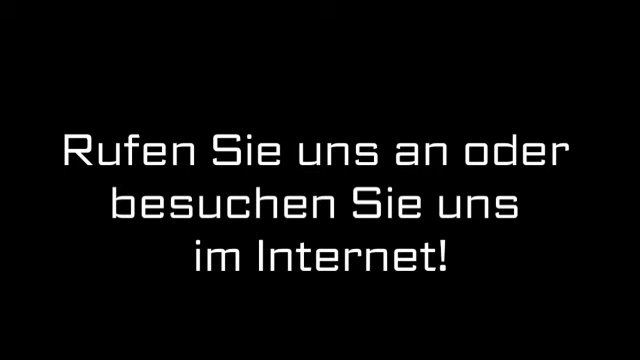 Rufen Sie uns an oder
besuchen Sie uns
im Internet!